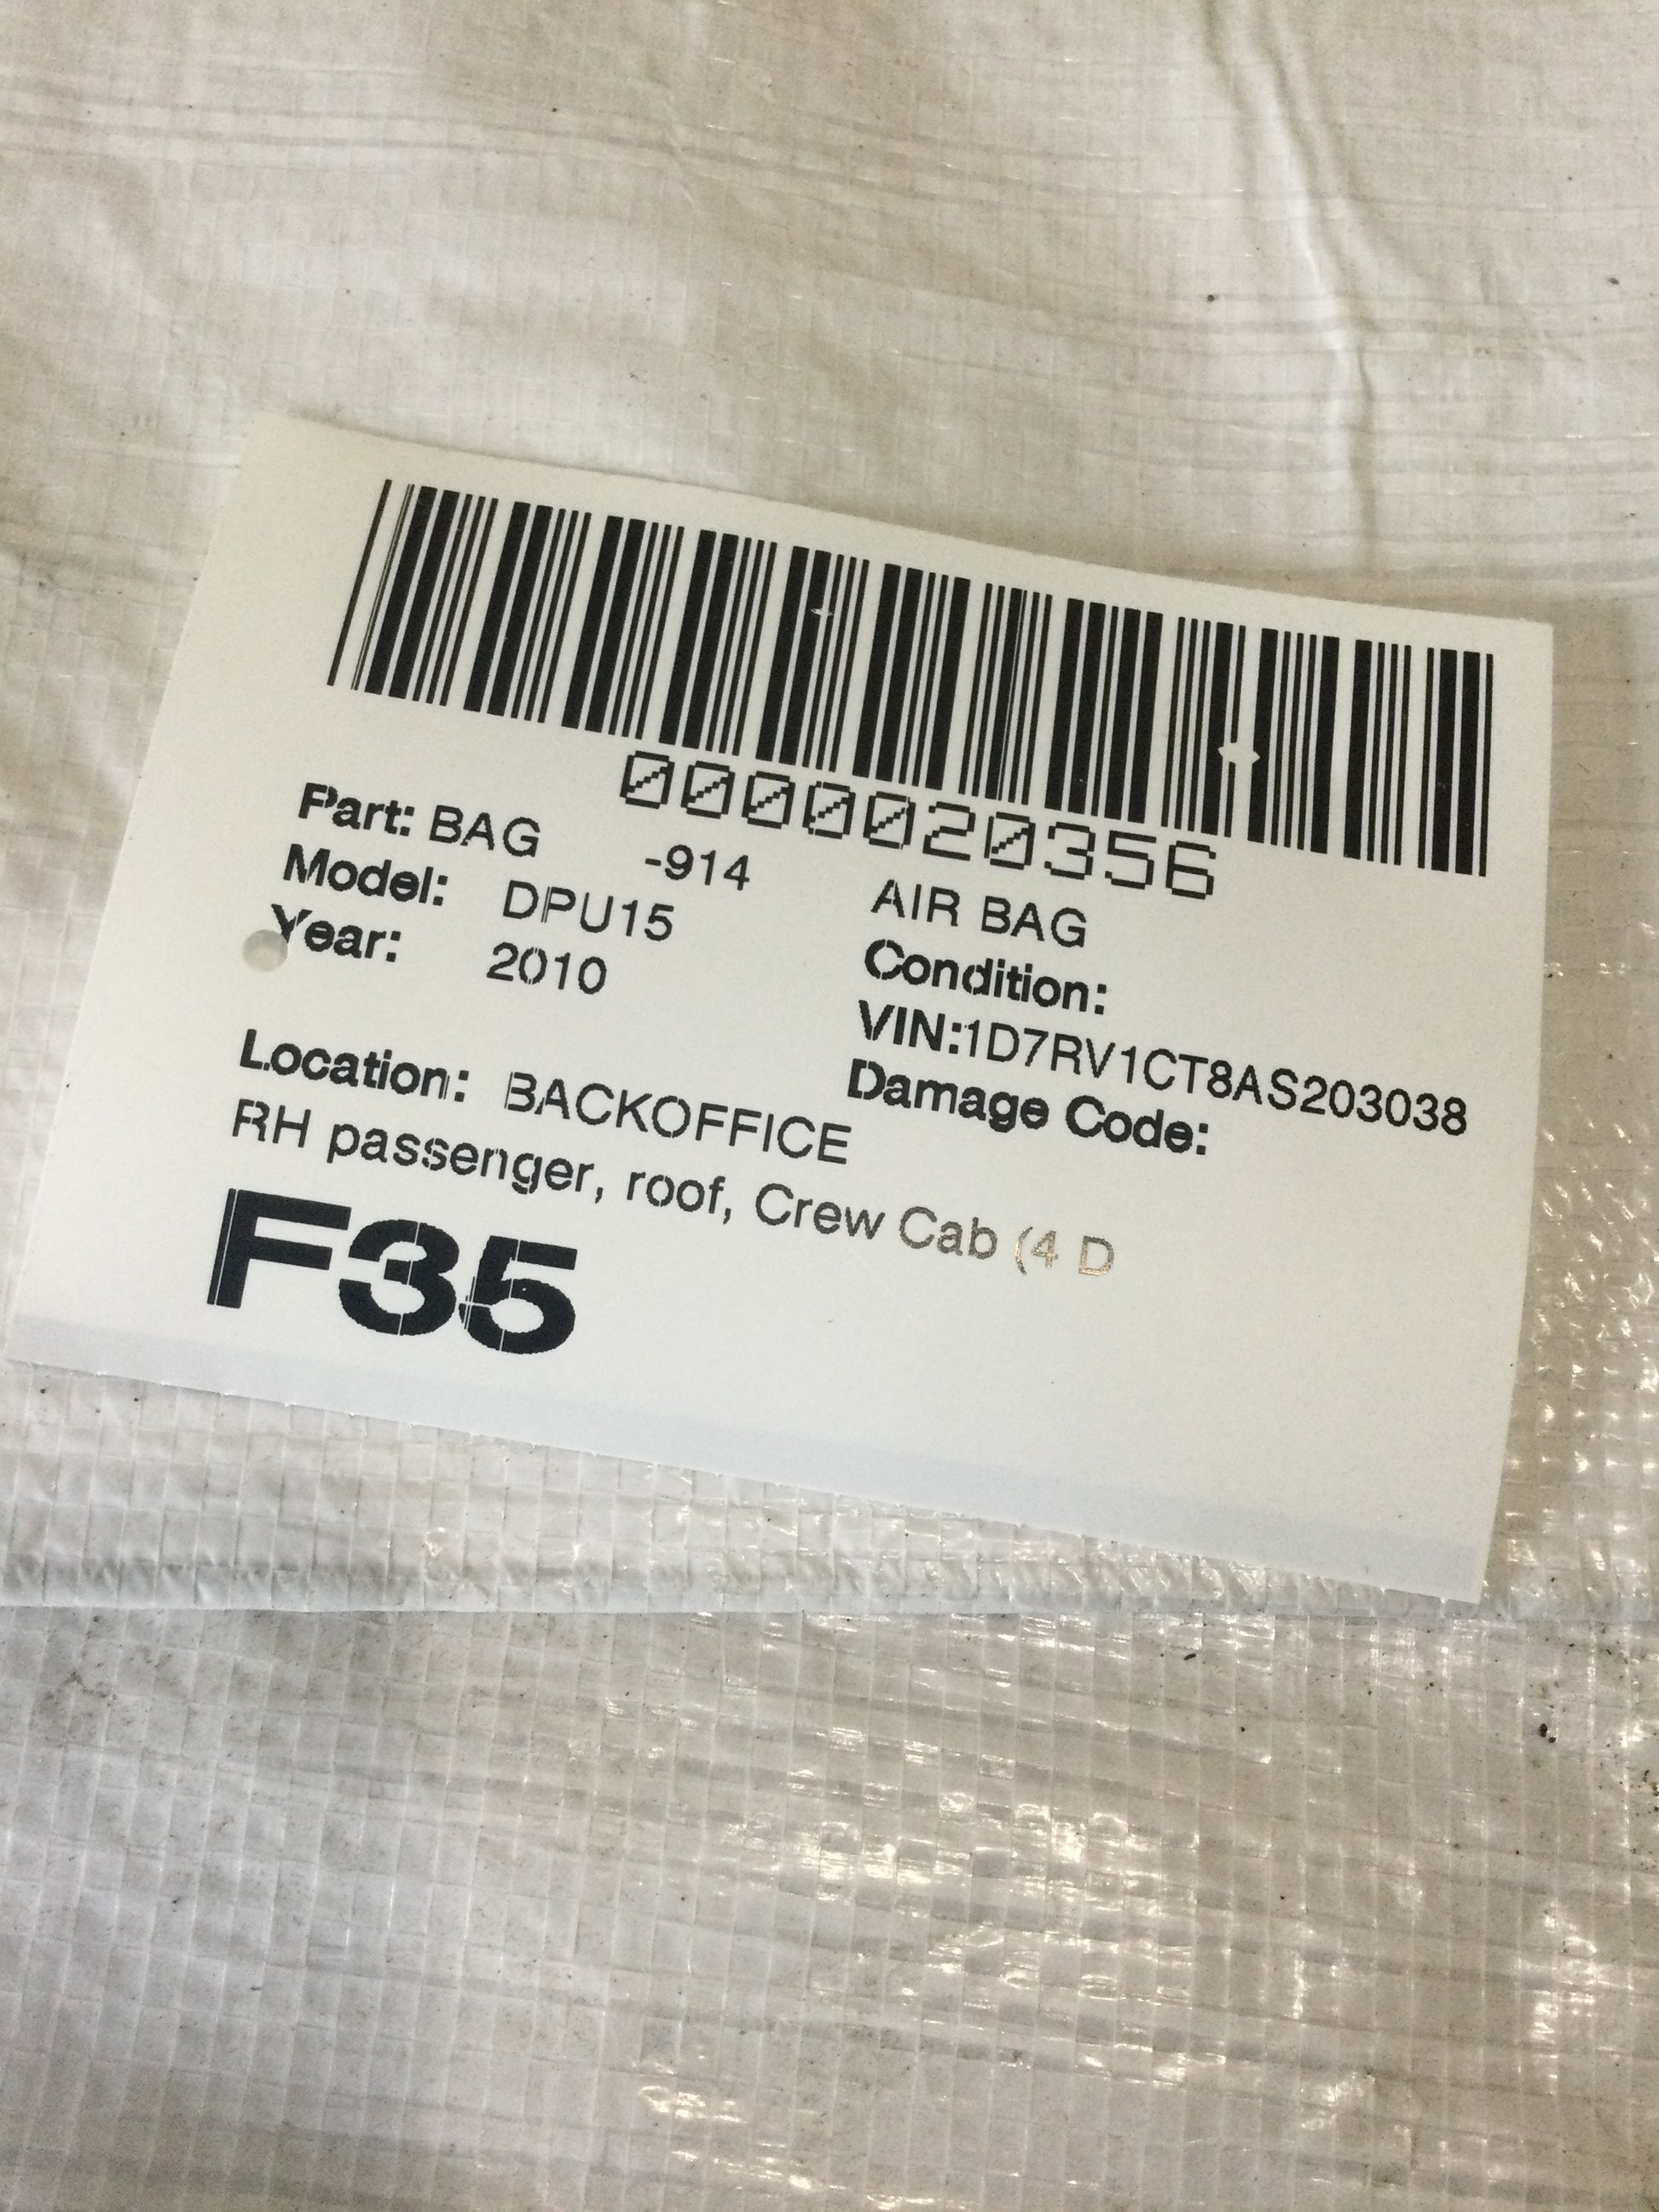 0000020356
Part: BAG -914 AIR BAG
Model: DPU15 Condition:
Year: 2010 VIN:1D7RV1CT8AS203038
Damage Code:
Location: BACKOFFICE
RH passenger, roof, Crew Cab (4 D
F35